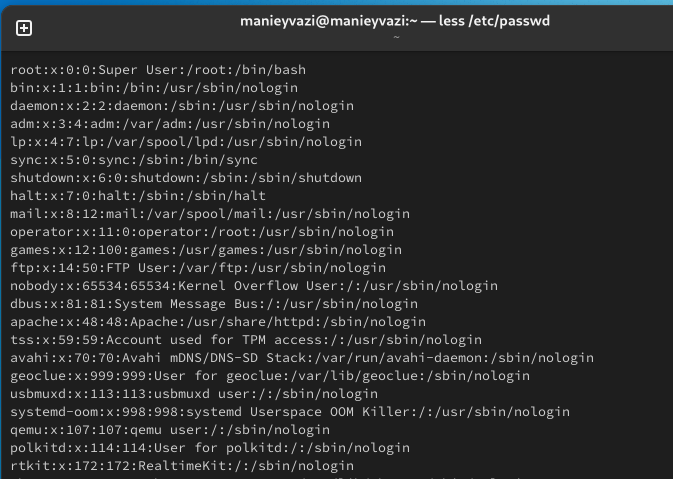 manieyvazi@manieyvazi:~ — less /etc/passwd
~
root:x:0:0:Super User:/root:/bin/bash
bin:x:1:1:bin:/bin:/usr/sbin/nologin
daemon:x:2:2:daemon:/sbin:/usr/sbin/nologin
adm:x:3:4:adm:/var/adm:/usr/sbin/nologin
lp:x:4:7:lp:/var/spool/lpd:/usr/sbin/nologin
sync:x:5:0:sync:/sbin:/bin/sync
shutdown:x:6:0:shutdown:/sbin:/sbin/shutdown
halt:x:7:0:halt:/sbin:/sbin/halt
mail:x:8:12:mail:/var/spool/mail:/usr/sbin/nologin
operator:x:11:0:operator:/root:/usr/sbin/nologin
games:x:12:100:games:/usr/games:/usr/sbin/nologin
ftp:x:14:50:FTP User:/var/ftp:/usr/sbin/nologin
nobody:x:65534:65534:Kernel Overflow User:/:/usr/sbin/nologin
dbus:x:81:81:System Message Bus:/:/usr/sbin/nologin
apache:x:48:48:Apache:/usr/share/httpd:/sbin/nologin
tss:x:59:59:Account used for TPM access:/:/usr/sbin/nologin
avahi:x:70:70:Avahi mDNS/DNS-SD Stack:/var/run/avahi-daemon:/sbin/nologin
geoclue:x:999:999:User for geoclue:/var/lib/geoclue:/sbin/nologin
usbmuxd:x:113:113:usbmuxd user:/:/sbin/nologin
systemd-oom:x:998:998:systemd Userspace OOM Killer:/:/usr/sbin/nologin
qemu:x:107:107:qemu user:/:/sbin/nologin
polkitd:x:114:114:User for polkitd:/:/sbin/nologin
rtkit:x:172:172:RealtimeKit:/:/sbin/nologin